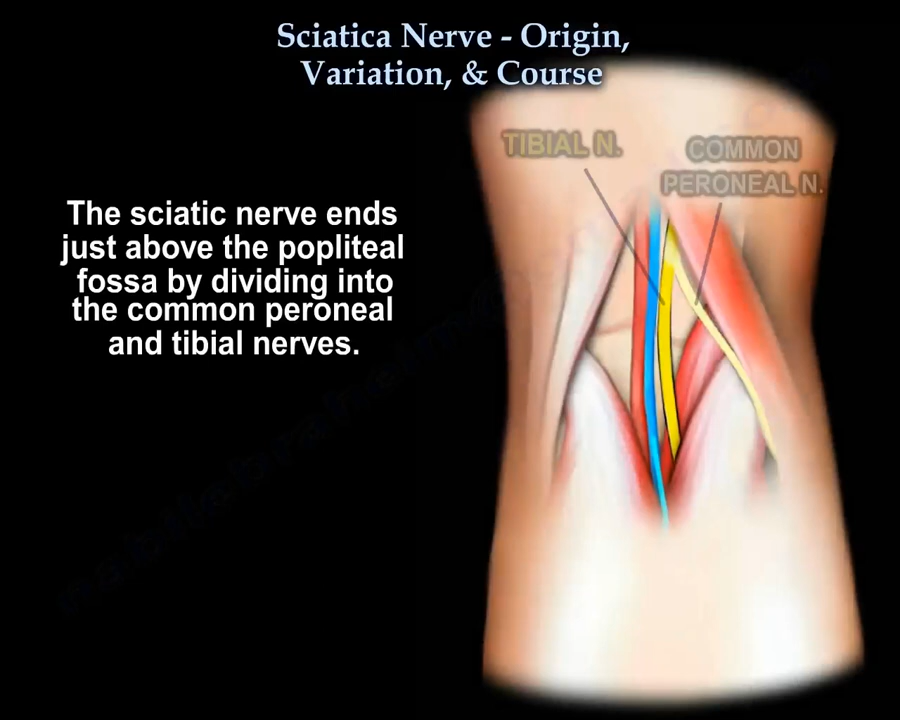 Sciatica Nerve - Origin,
Variation, & Course
TIBIAL N.
COMMON
PERONEAL N.
The sciatic nerve ends
just above the popliteal
fossa by dividing into
the common peroneal
and tibial nerves.